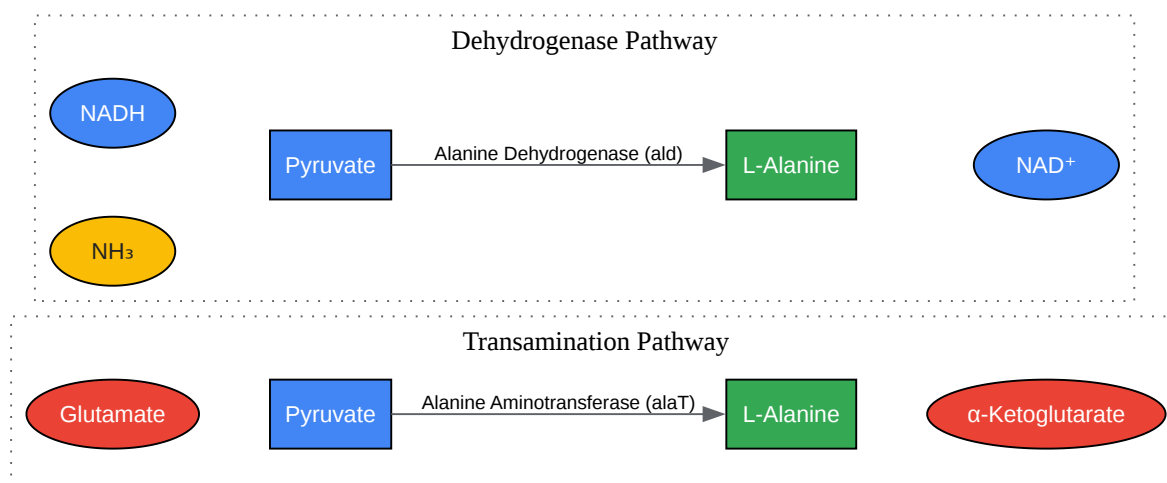 Dehydrogenase Pathway
NADH
Pyruvate
Alanine Dehydrogenase (ald)
L-Alanine
NAD⁺
NH₃
Transamination Pathway
Glutamate
Pyruvate
Alanine Aminotransferase (alaT)
L-Alanine
α-Ketoglutarate